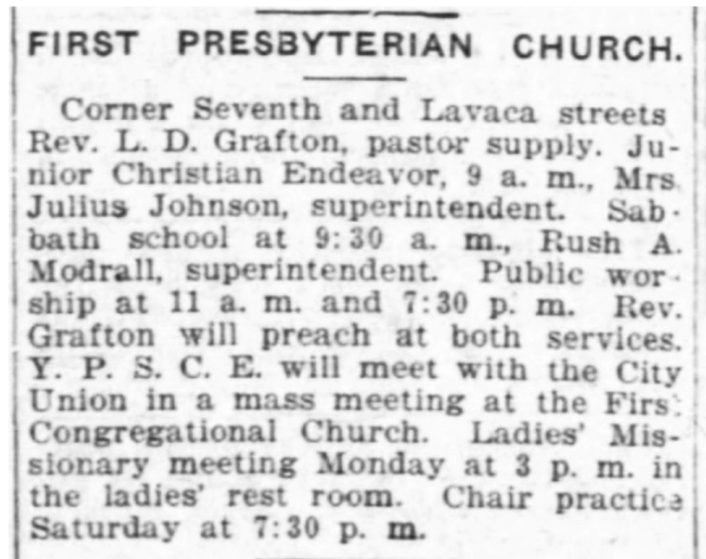 FIRST PRESBYTERIAN CHURCH.
Corner Seventh and Lavaca streets
Rev. L. D. Grafton, pastor supply. Ju-
nior Christian Endeavor, 9 a. m., Mrs.
Julius Johnson, superintendent. Sab-
bath school at 9:30 a. m., Rush A.
Modrall, superintendent. Public wor-
ship at 11 a. m. and 7:30 p. m. Rev.
Grafton will preach at both services.
Y. P. S. C. E. will meet with the City
Union in a mass meeting at the First
Congregational Church. Ladies' Mis-
sionary meeting Monday at 3 p. m. in
the ladies' rest room. Chair practice
Saturday at 7:30 p. m.